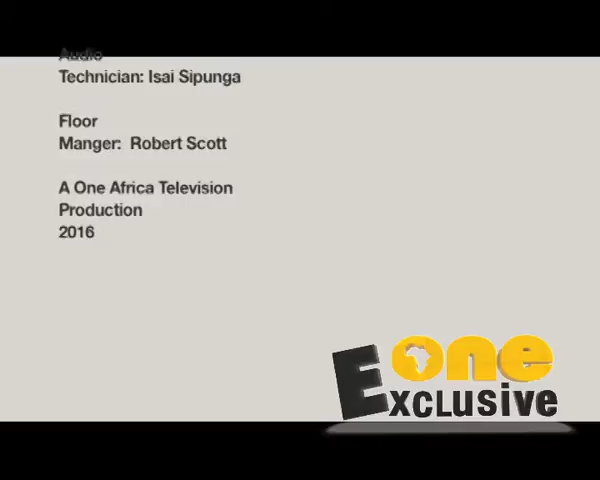 Audio
Technician: Isai Sipunga
Floor
Manger: Robert Scott
A One Africa Television
Production
2016
one
Exclusive